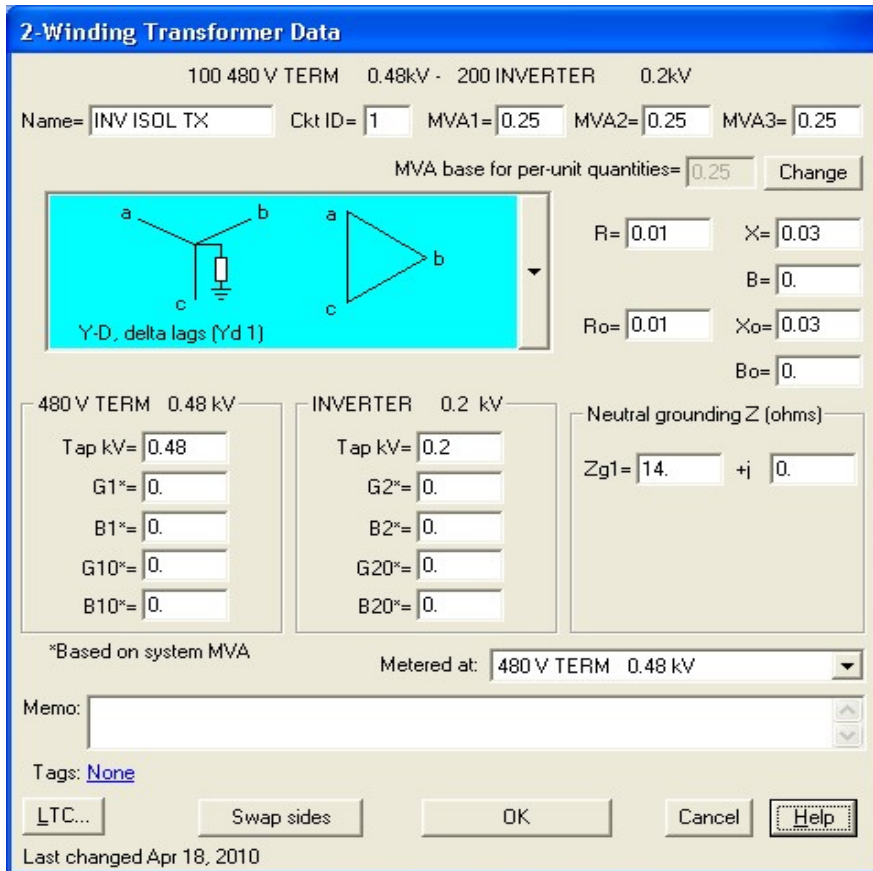 2-Winding Transformer Data
100 480 V TERM 0.48kV - 200 INVERTER 0.2kV
Name= INV ISOL TX Ckt ID= 1 MVA1= 0.25 MVA2= 0.25 MVA3= 0.25
MVA base for per-unit quantities= 0.25 Change
a b a b c c
Y-D, delta lags (Yd 1)
R= 0.01 X= 0.03
B= 0.
Ro= 0.01 Xo= 0.03
Bo= 0.
480 V TERM 0.48 kV
Tap kV= 0.48
G1*= 0.
B1*= 0.
G10*= 0.
B10*= 0.
INVERTER 0.2 kV
Tap kV= 0.2
G2*= 0.
B2*= 0.
G20*= 0.
B20*= 0.
Neutral grounding Z (ohms)
Zg1= 14. +j 0.
*Based on system MVA
Metered at: 480 V TERM 0.48 kV
Memo:
Tags: None
LTC... Swap sides OK Cancel Help
Last changed Apr 18, 2010